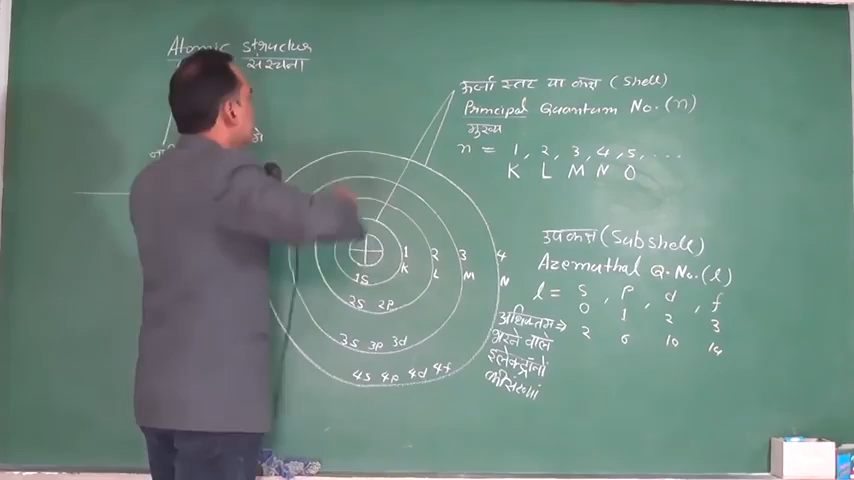 Atomic structur
संरचना
ऊर्जा स्तर या कक्ष (Shell)
Principal Quantum No. (n)
मुख्य
n = 1, 2, 3, 4, 5, ...
K L M N O
1 2 3 4
K L M N
1s
2s 2p
3s 3p 3d
4s 4p 4d 4f
उपकक्ष (Subshell)
Azemuthal Q. No. (l)
l = s, p, d, f
0 1 2 3
अधिकतम ⇒ 2 6 10 14
भरने वाले
इलेक्ट्रॉनों
की संख्या